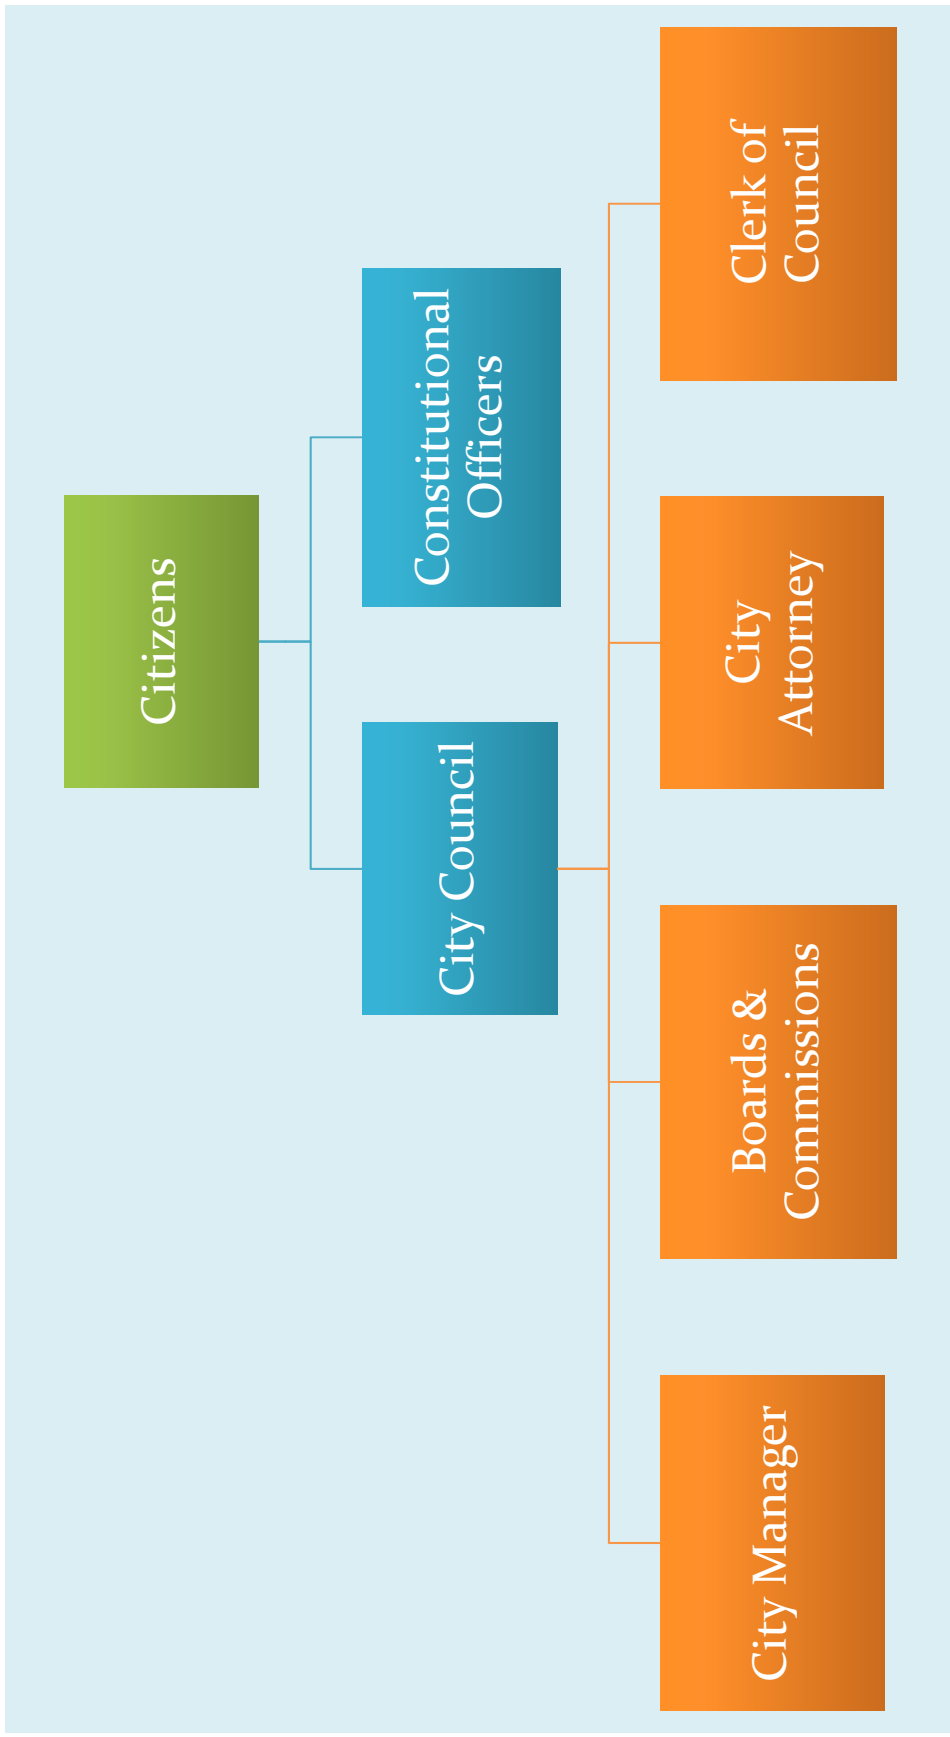 Citizens
City Council
Constitutional
Officers
City Manager
Boards &
Commissions
City
Attorney
Clerk of
Council